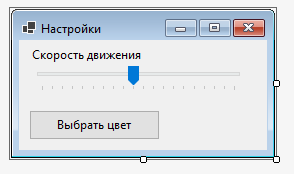 Настройки
Скорость движения
Выбрать цвет